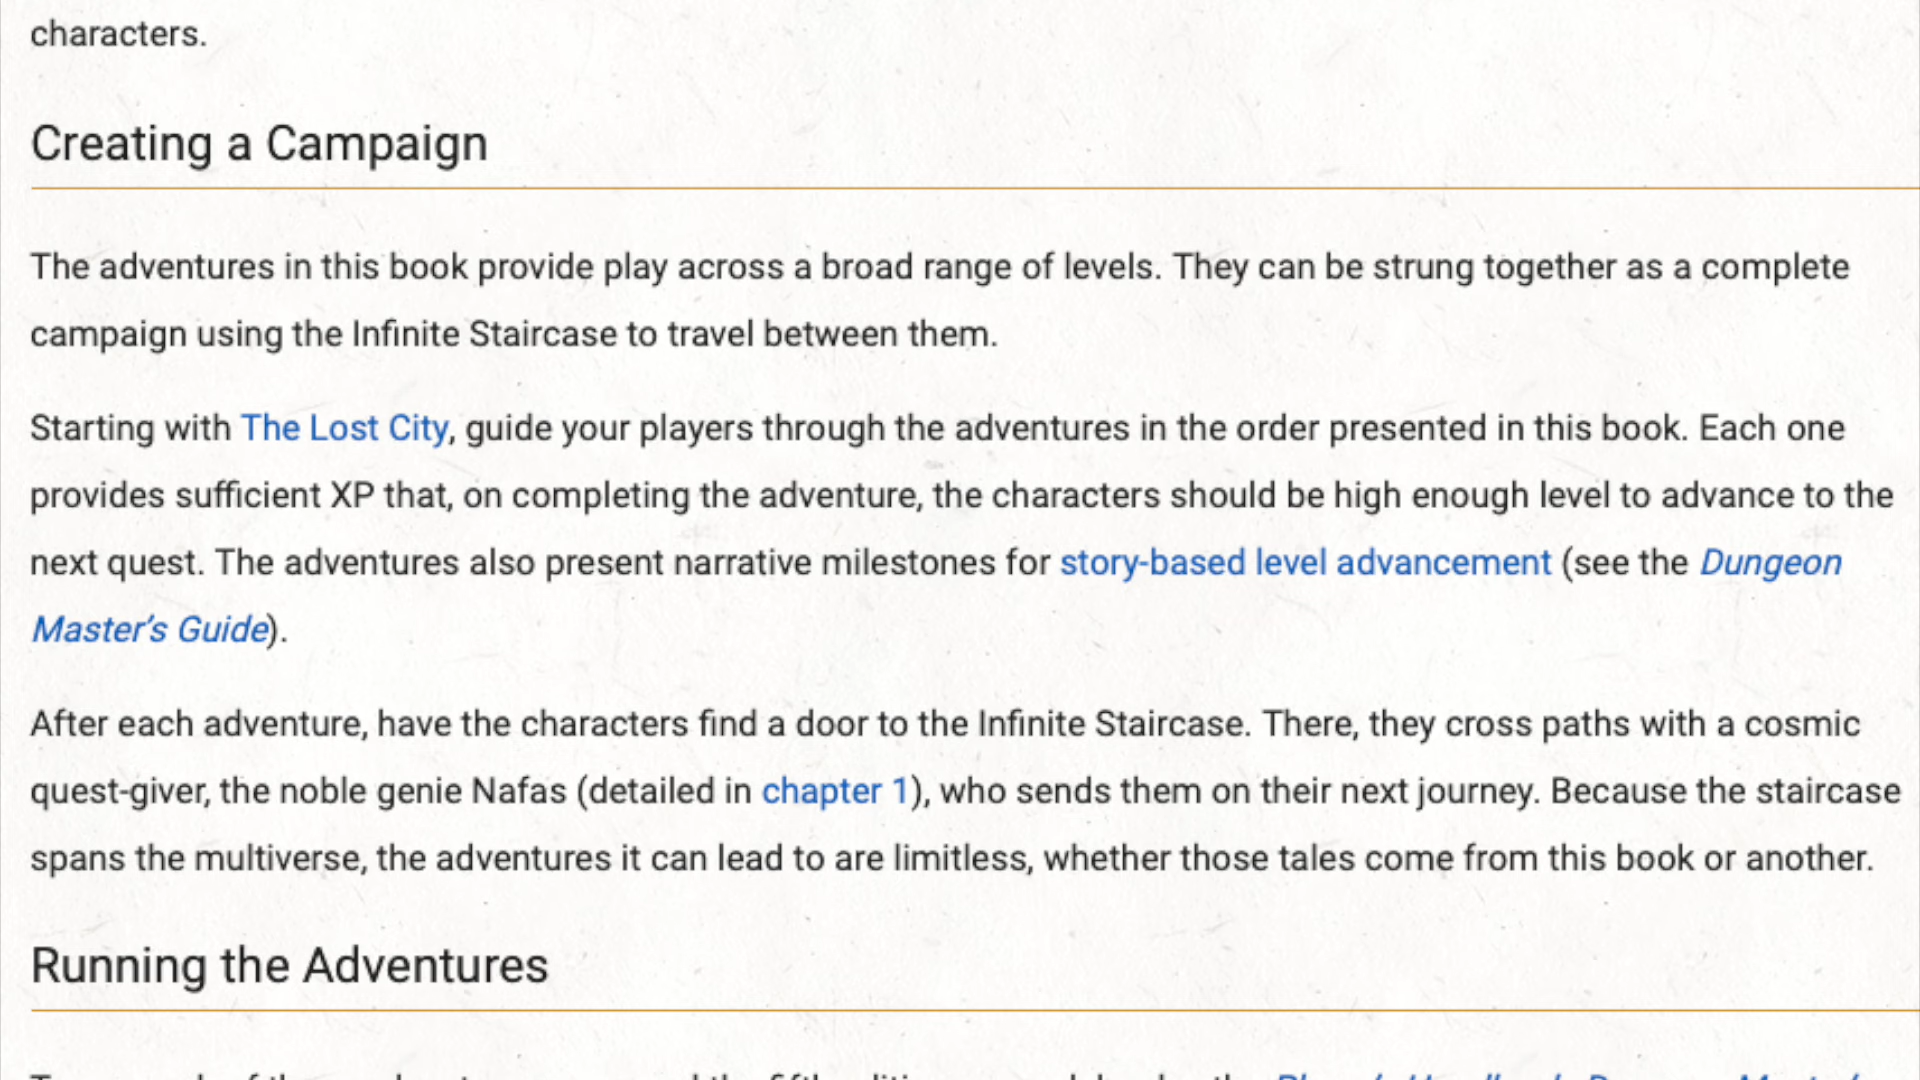 characters.
Creating a Campaign
The adventures in this book provide play across a broad range of levels. They can be strung together as a complete
campaign using the Infinite Staircase to travel between them.
Starting with The Lost City, guide your players through the adventures in the order presented in this book. Each one
provides sufficient XP that, on completing the adventure, the characters should be high enough level to advance to the
next quest. The adventures also present narrative milestones for story-based level advancement (see the Dungeon
Master's Guide).
After each adventure, have the characters find a door to the Infinite Staircase. There, they cross paths with a cosmic
quest-giver, the noble genie Nafas (detailed in chapter 1), who sends them on their next journey. Because the staircase
spans the multiverse, the adventures it can lead to are limitless, whether those tales come from this book or another.
Running the Adventures